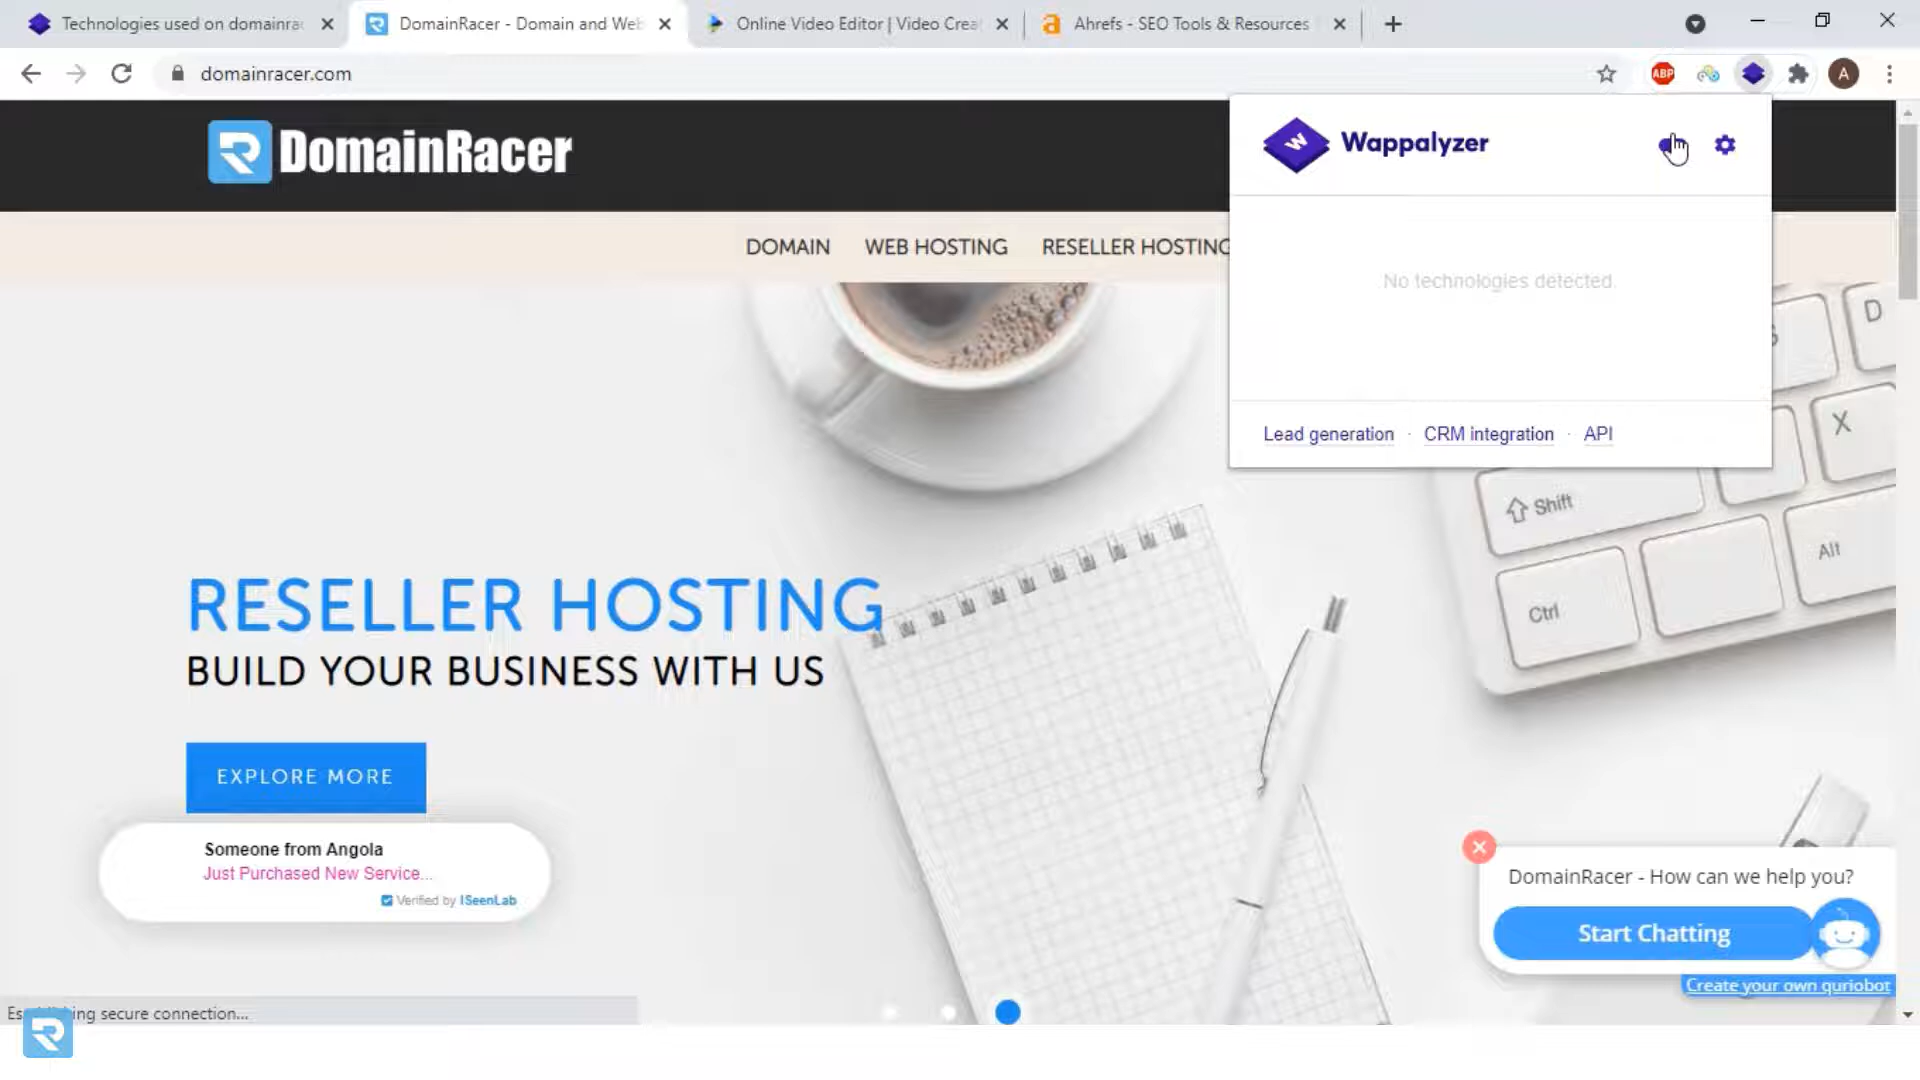 Technologies used on domainrac
DomainRacer - Domain and Web
Online Video Editor | Video Crea
Ahrefs - SEO Tools & Resources
domainracer.com
ABP
A
DomainRacer
W
Wappalyzer
DOMAIN
WEB HOSTING
RESELLER HOSTING
No technologies detected.
Lead generation · CRM integration · API
D
S
X
Shift
Alt
Ctrl
RESELLER HOSTING
BUILD YOUR BUSINESS WITH US
EXPLORE MORE
Someone from Angola
Just Purchased New Service...
Verified by ISeenLab
DomainRacer - How can we help you?
Start Chatting
Create your own quriobot
ing secure connection...